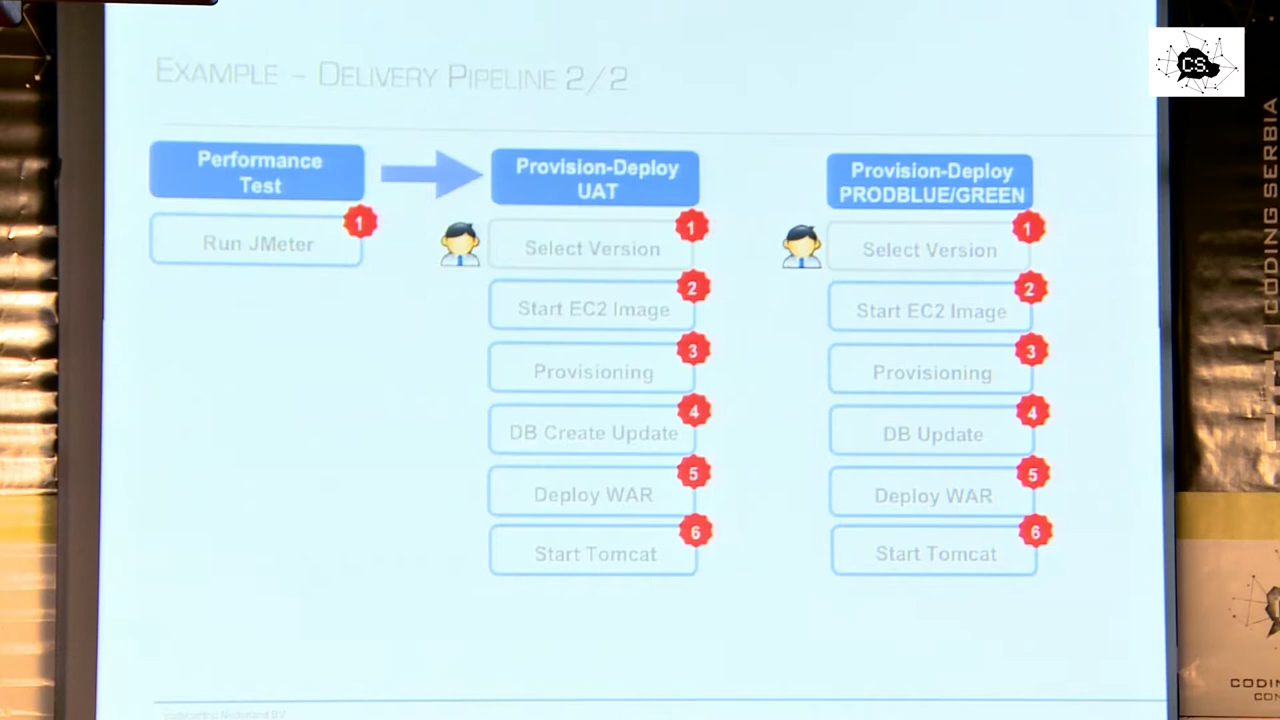 EXAMPLE – DELIVERY PIPELINE 2/2
CS.
Performance
Test
1
Run JMeter
Provision-Deploy
UAT
1
Select Version
2
Start EC2 Image
3
Provisioning
4
DB Create Update
5
Deploy WAR
6
Start Tomcat
Provision-Deploy
PRODBLUE/GREEN
1
Select Version
2
Start EC2 Image
3
Provisioning
4
DB Update
5
Deploy WAR
6
Start Tomcat
CODING SERBIA
CODIN
CON